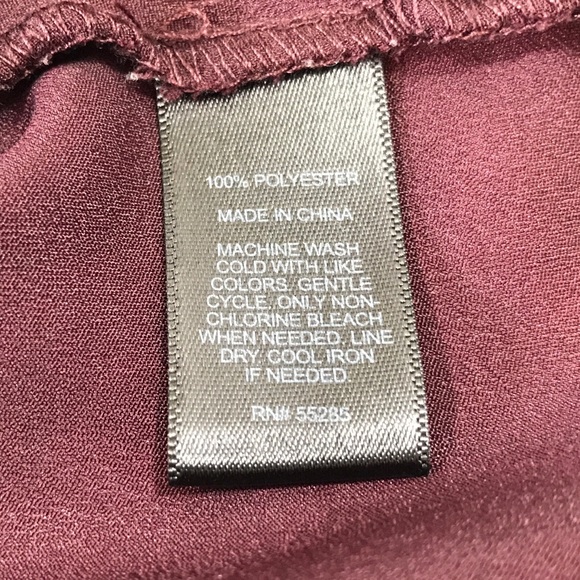 100% POLYESTER
MADE IN CHINA
MACHINE WASH
COLD WITH LIKE
COLORS. GENTLE
CYCLE. ONLY NON-
CHLORINE BLEACH
WHEN NEEDED. LINE
DRY. COOL IRON
IF NEEDED.
RN# 55285